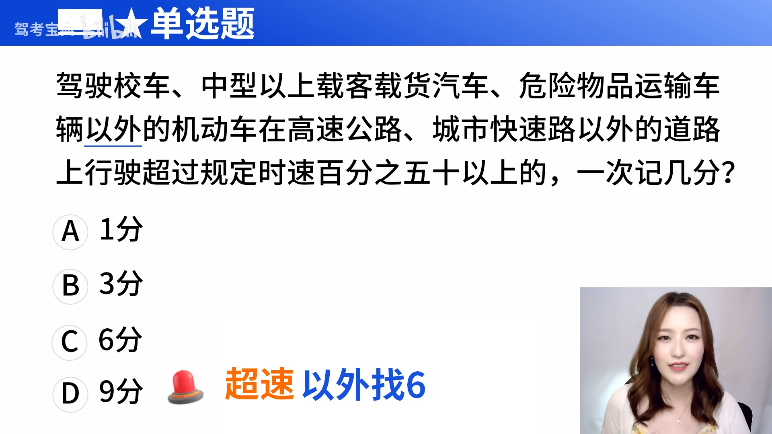 驾考宝典
★单选题
驾驶校车、中型以上载客载货汽车、危险物品运输车
辆以外的机动车在高速公路、城市快速路以外的道路
上行驶超过规定时速百分之五十以上的，一次记几分？
A 1分
B 3分
C 6分
D 9分
超速以外找6